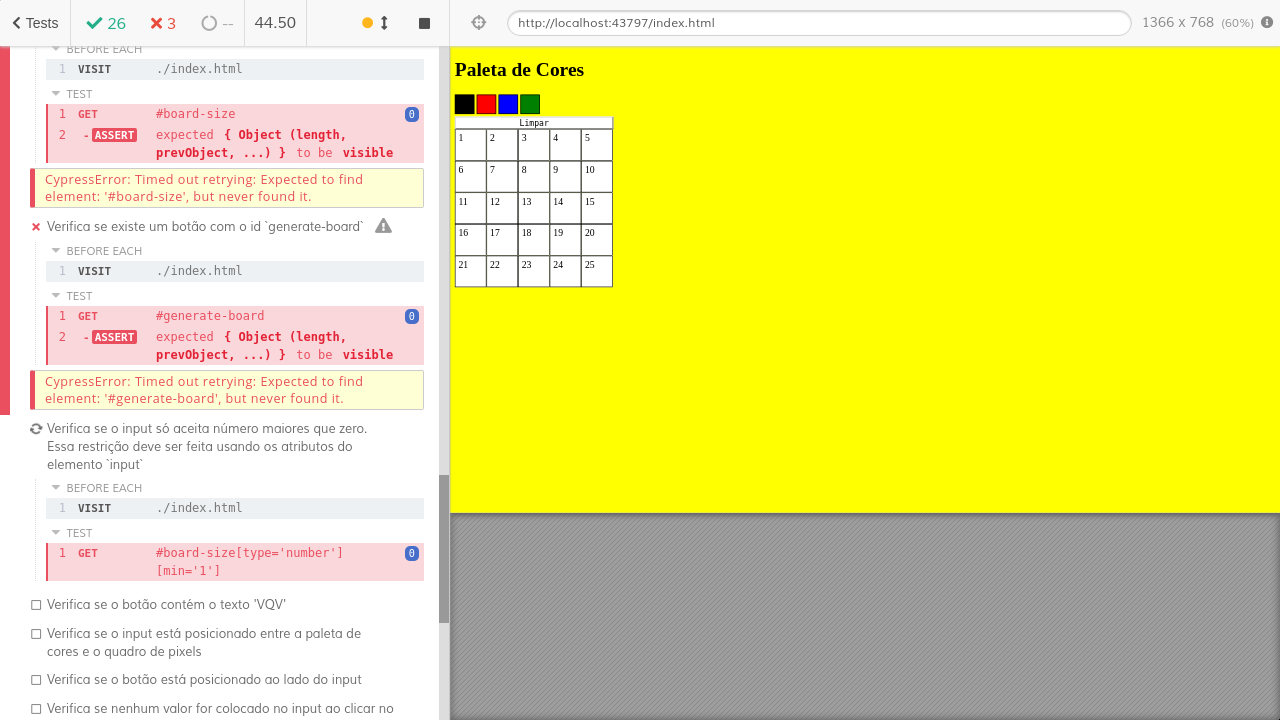 Tests 26 3 -- 44.50
http://localhost:43797/index.html 1366 x 768 (60%)
BEFORE EACH
1 VISIT ./index.html
TEST
1 GET #board-size 0
2 -ASSERT expected { Object (length,
prevObject, ...) } to be visible
CypressError: Timed out retrying: Expected to find
element: '#board-size', but never found it.
Verifica se existe um botão com o id `generate-board`
BEFORE EACH
1 VISIT ./index.html
TEST
1 GET #generate-board 0
2 -ASSERT expected { Object (length,
prevObject, ...) } to be visible
CypressError: Timed out retrying: Expected to find
element: '#generate-board', but never found it.
Verifica se o input só aceita número maiores que zero.
Essa restrição deve ser feita usando os atributos do
elemento `input`
BEFORE EACH
1 VISIT ./index.html
TEST
1 GET #board-size[type='number'] 0
[min='1']
Verifica se o botão contém o texto 'VQV'
Verifica se o input está posicionado entre a paleta de
cores e o quadro de pixels
Verifica se o botão está posicionado ao lado do input
Verifica se nenhum valor for colocado no input ao clicar no
Paleta de Cores
Limpar
1 2 3 4 5
6 7 8 9 10
11 12 13 14 15
16 17 18 19 20
21 22 23 24 25